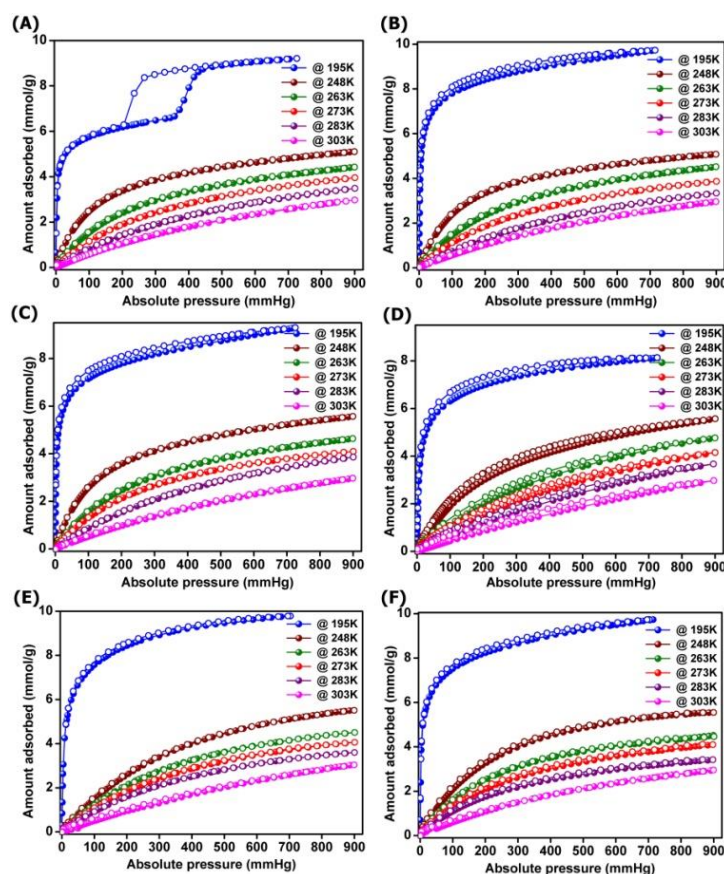 (A)
Amount adsorbed (mmol/g)
10
8
6
4
2
0
@ 195K
@ 248K
@ 263K
@ 273K
@ 283K
@ 303K
0 100 200 300 400 500 600 700 800 900
Absolute pressure (mmHg)
(B)
Amount adsorbed (mmol/g)
10
8
6
4
2
0
@ 195K
@ 248K
@ 263K
@ 273K
@ 283K
@ 303K
0 100 200 300 400 500 600 700 800 900
Absolute pressure (mmHg)
(C)
Amount adsorbed (mmol/g)
8
6
4
2
0
@ 195K
@ 248K
@ 263K
@ 273K
@ 283K
@ 303K
0 100 200 300 400 500 600 700 800 900
Absolute pressure (mmHg)
(D)
Amount adsorbed (mmol/g)
8
6
4
2
0
@ 195K
@ 248K
@ 263K
@ 273K
@ 283K
@ 303K
0 100 200 300 400 500 600 700 800 900
Absolute pressure (mmHg)
(E)
Amount adsorbed (mmol/g)
10
8
6
4
2
0
@ 195K
@ 248K
@ 263K
@ 273K
@ 283K
@ 303K
0 100 200 300 400 500 600 700 800 900
Absolute pressure (mmHg)
(F)
Amount adsorbed (mmol/g)
10
8
6
4
2
0
@ 195K
@ 248K
@ 263K
@ 273K
@ 283K
@ 303K
0 100 200 300 400 500 600 700 800 900
Absolute pressure (mmHg)